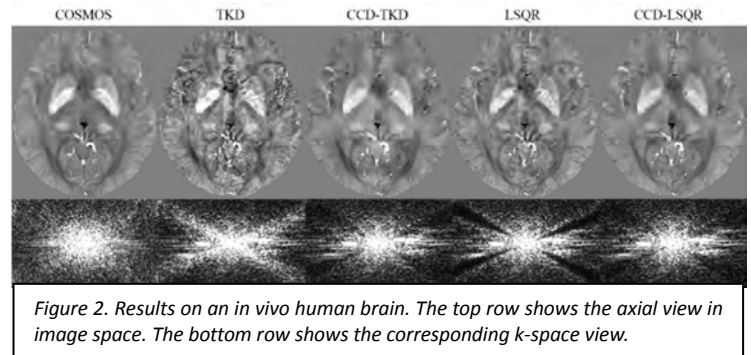 COSMOS TKD CCD-TKD LSQR CCD-LSQR
Figure 2. Results on an in vivo human brain. The top row shows the axial view in
image space. The bottom row shows the corresponding k-space view.